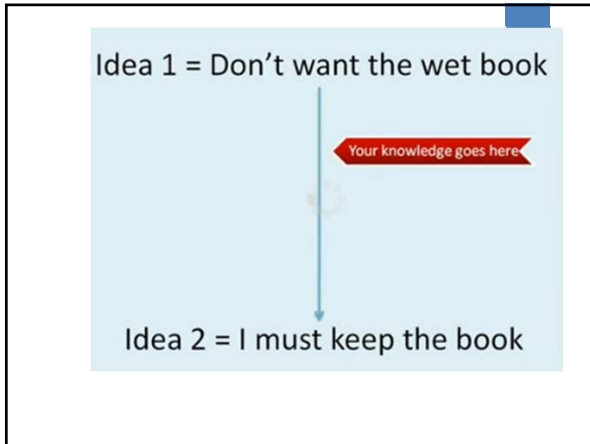 Idea 1 = Don’t want the wet book
Your knowledge goes here
Idea 2 = I must keep the book